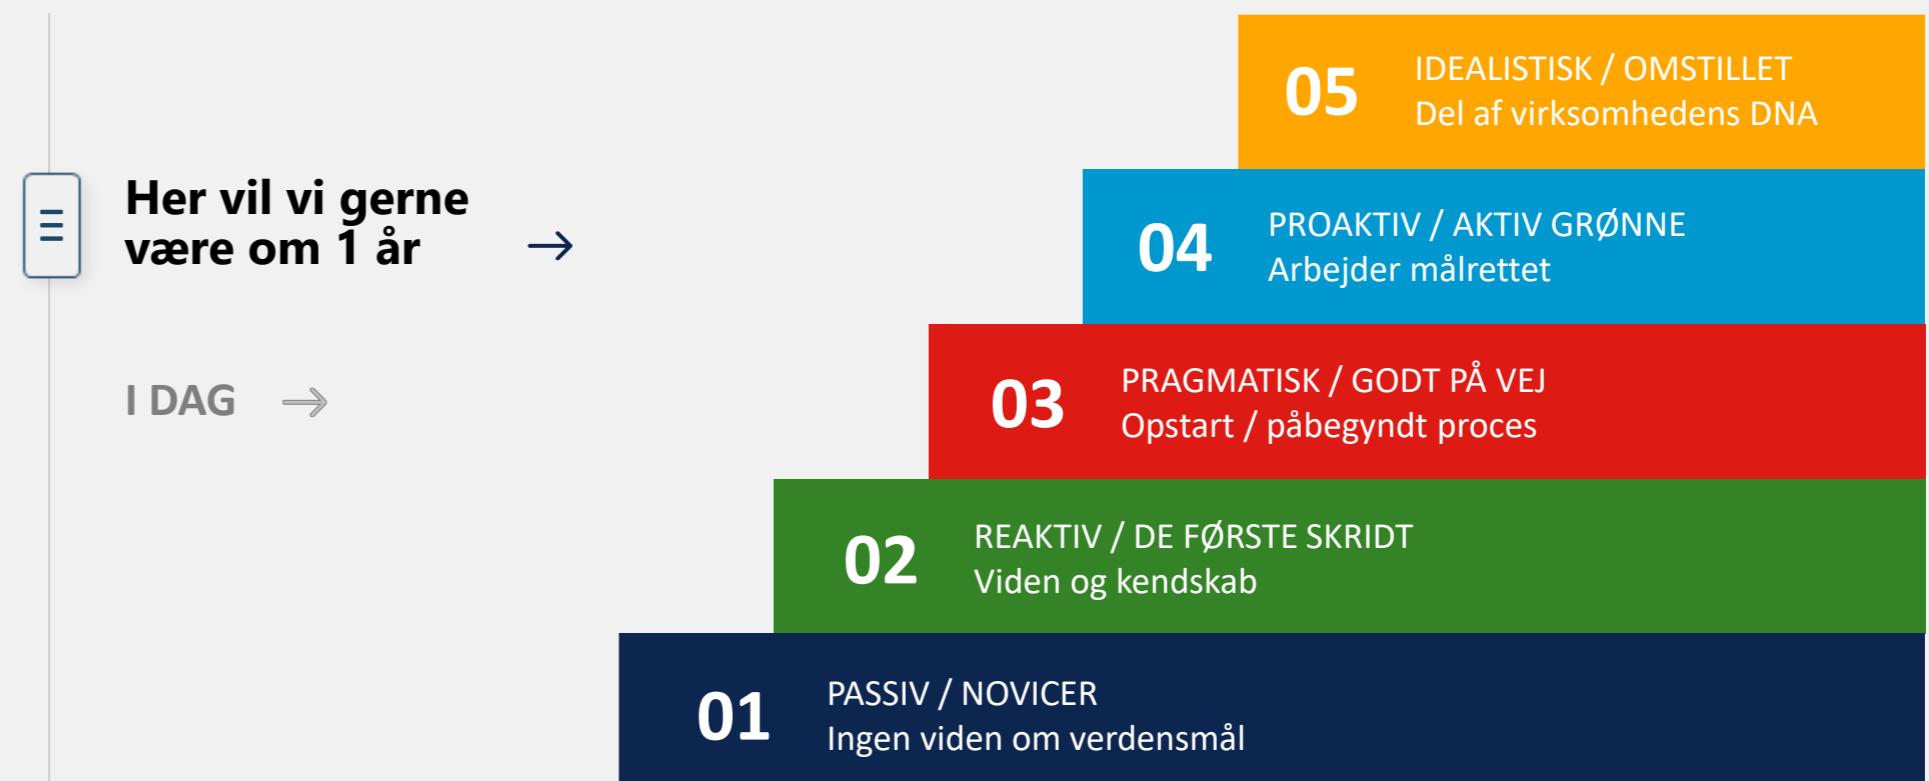 05
IDEALISTISK / OMSTILLET
Del af virksomhedens DNA
Her vil vi gerne
være om 1 år
04
PROAKTIV / AKTIV GRØNNE
Arbejder målrettet
I DAG
03
PRAGMATISK / GODT PÅ VEJ
Opstart / påbegyndt proces
02
REAKTIV / DE FØRSTE SKRIDT
Viden og kendskab
01
PASSIV / NOVICER
Ingen viden om verdensmål